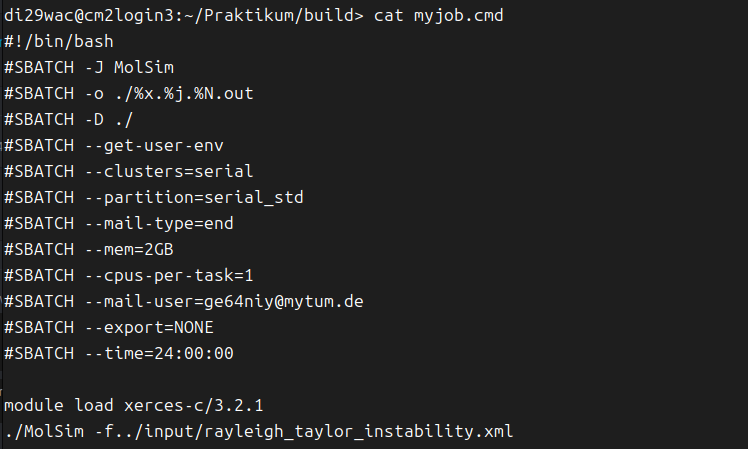 di29wac@cm2login3:~/Praktikum/build> cat myjob.cmd
#!/bin/bash
#SBATCH -J MolSim
#SBATCH -o ./%x.%j.%N.out
#SBATCH -D ./
#SBATCH --get-user-env
#SBATCH --clusters=serial
#SBATCH --partition=serial_std
#SBATCH --mail-type=end
#SBATCH --mem=2GB
#SBATCH --cpus-per-task=1
#SBATCH --mail-user=ge64niy@mytum.de
#SBATCH --export=NONE
#SBATCH --time=24:00:00

module load xerces-c/3.2.1
./MolSim -f../input/rayleigh_taylor_instability.xml